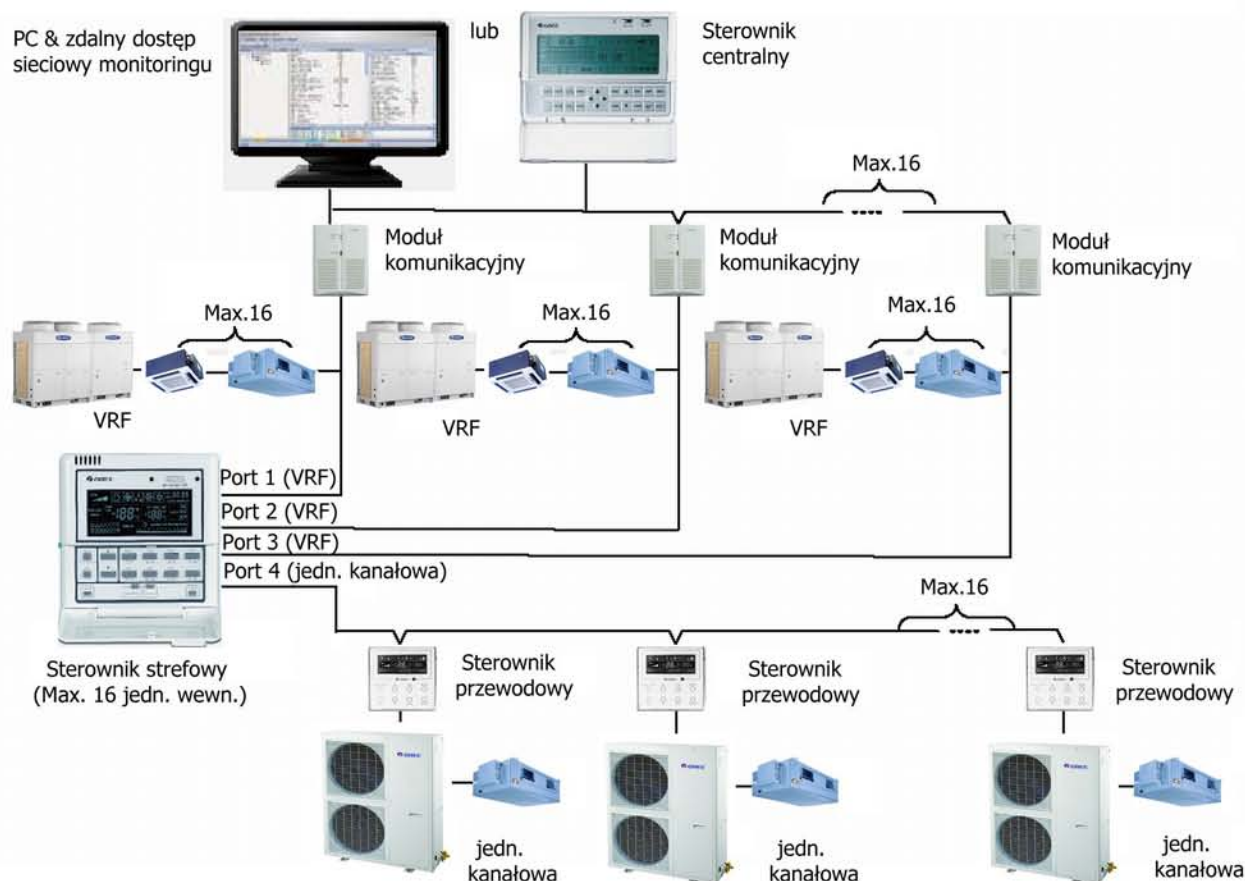 PC & zdalny dostęp
sieciowy monitoringu
lub
Sterownik
centralny
Max.16
Moduł
komunikacyjny
Moduł
komunikacyjny
Moduł
komunikacyjny
Max.16
Max.16
Max.16
VRF
VRF
VRF
Port 1 (VRF)
Port 2 (VRF)
Port 3 (VRF)
Port 4 (jedn. kanałowa)
Max.16
Sterownik strefowy
(Max. 16 jedn. wewn.)
Sterownik
przewodowy
Sterownik
przewodowy
Sterownik
przewodowy
jedn.
kanałowa
jedn.
kanałowa
jedn.
kanałowa